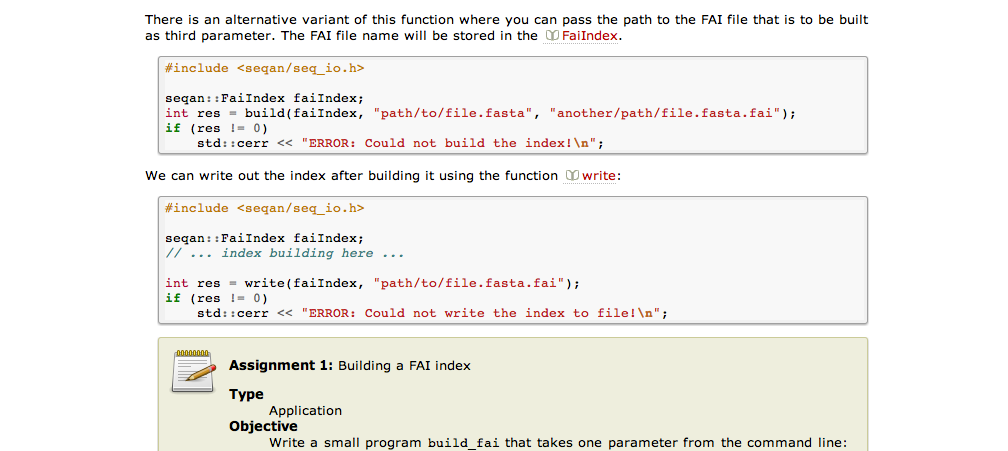 There is an alternative variant of this function where you can pass the path to the FAI file that is to be built
as third parameter. The FAI file name will be stored in the FaiIndex.
#include <seqan/seq_io.h>
seqan::FaiIndex faiIndex;
int res = build(faiIndex, "path/to/file.fasta", "another/path/file.fasta.fai");
if (res != 0)
    std::cerr << "ERROR: Could not build the index!\n";
We can write out the index after building it using the function write:
#include <seqan/seq_io.h>
seqan::FaiIndex faiIndex;
// ... index building here ...
int res = write(faiIndex, "path/to/file.fasta.fai");
if (res != 0)
    std::cerr << "ERROR: Could not write the index to file!\n";
Assignment 1: Building a FAI index
Type
Application
Objective
Write a small program build_fai that takes one parameter from the command line: